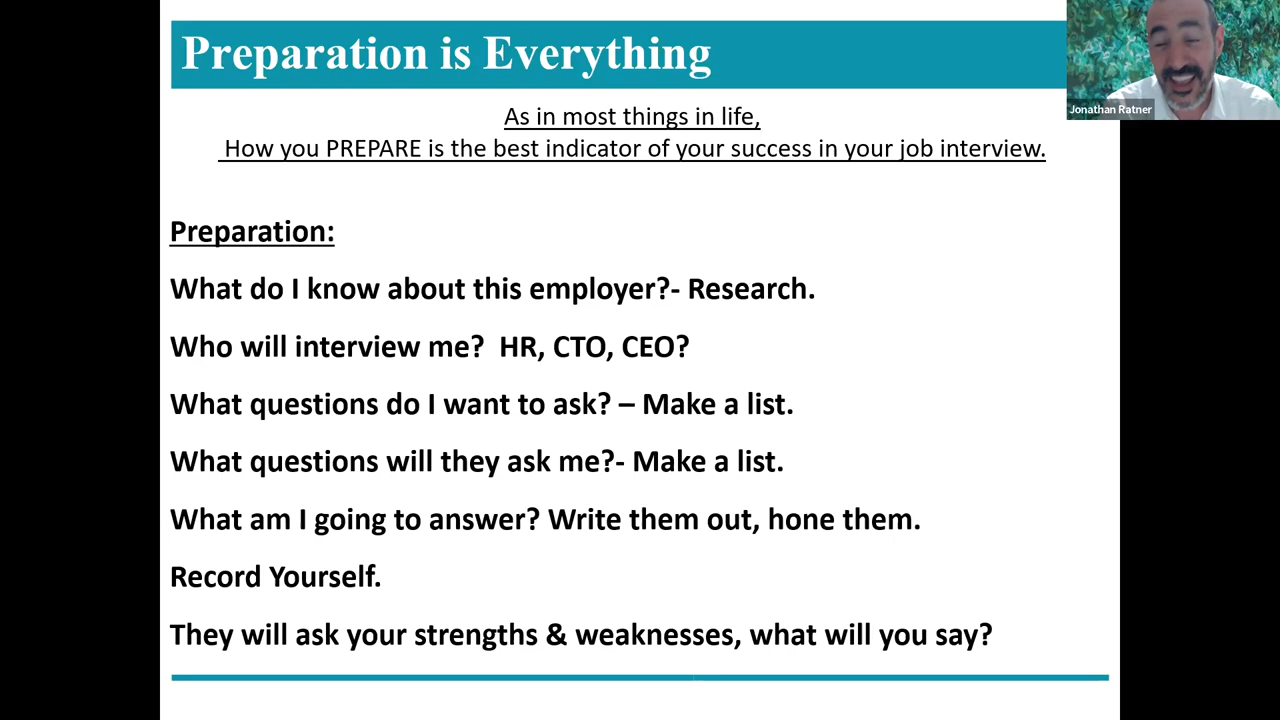 Preparation is Everything
Jonathan Ratner
As in most things in life,
How you PREPARE is the best indicator of your success in your job interview.
Preparation:
What do I know about this employer?- Research.
Who will interview me?  HR, CTO, CEO?
What questions do I want to ask? – Make a list.
What questions will they ask me?- Make a list.
What am I going to answer? Write them out, hone them.
Record Yourself.
They will ask your strengths & weaknesses, what will you say?